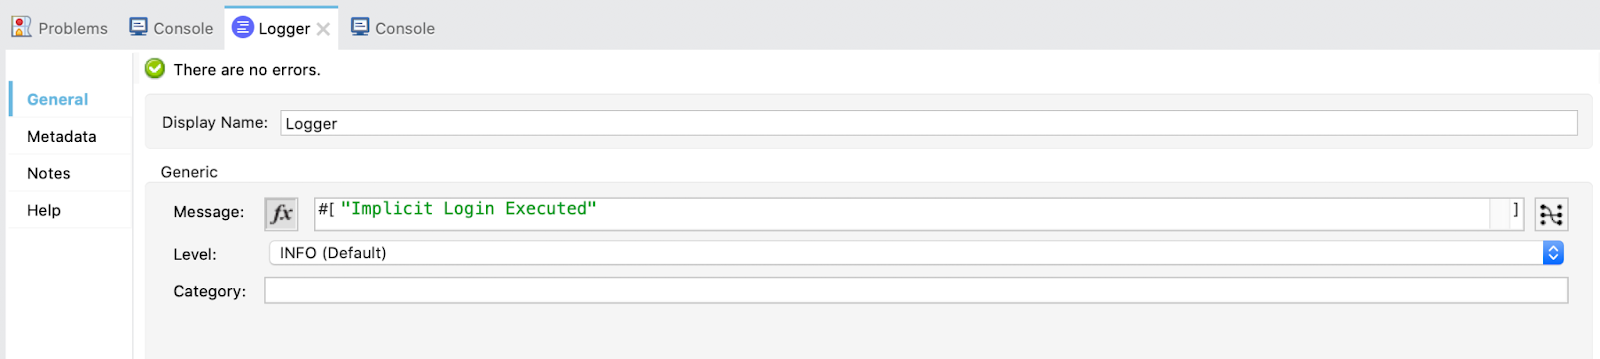 Problems Console Logger Console
There are no errors.
General
Metadata
Notes
Help
Display Name: Logger
Generic
Message: fx #[ "Implicit Login Executed" ]
Level: INFO (Default)
Category: